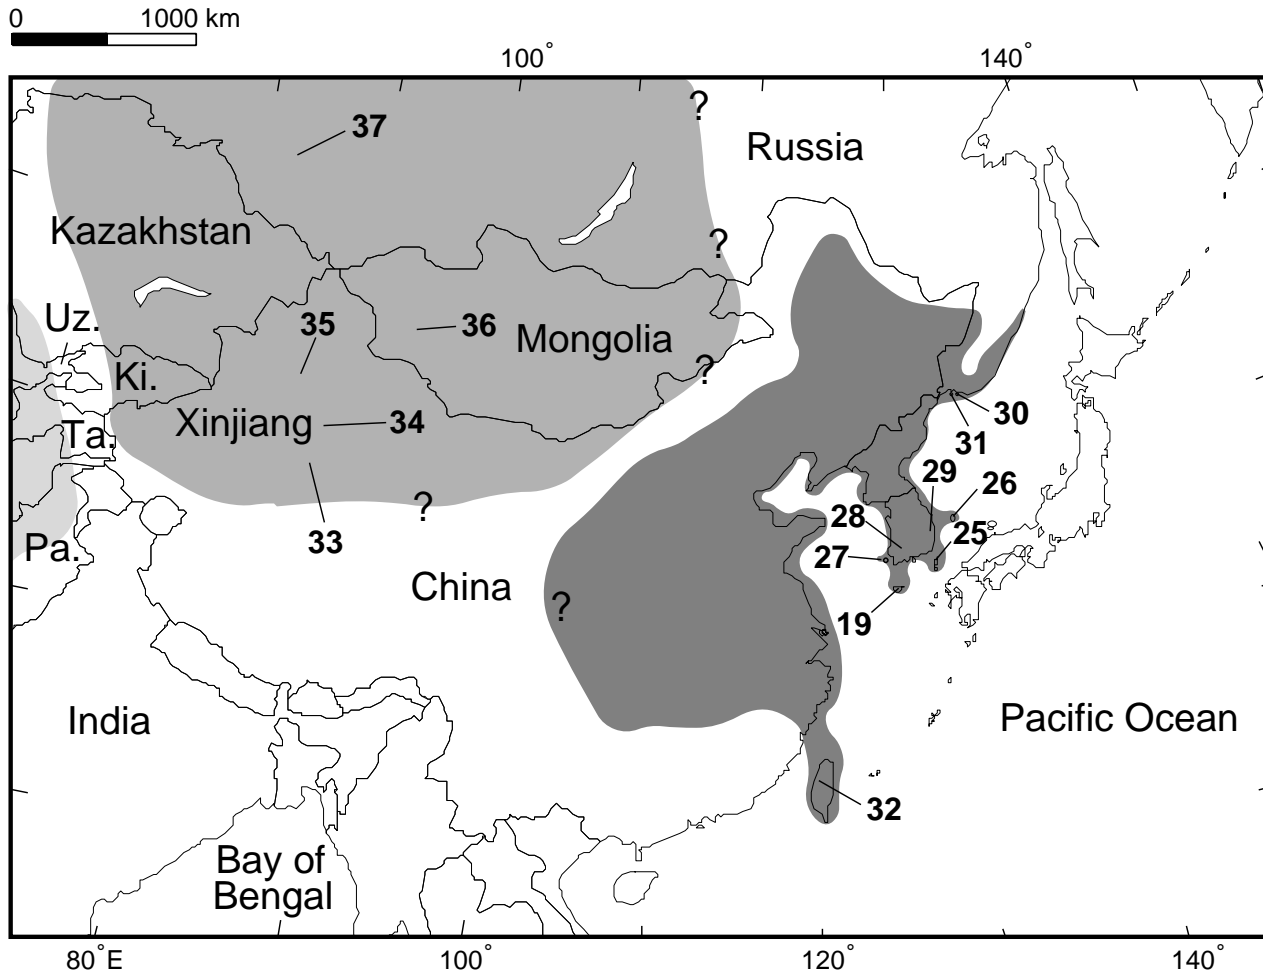 0 1000 km
100° 140°
?
37
Russia
Kazakhstan
?
Uz.
35 36 Mongolia
Ki.
?
Xinjiang 34 30
Ta. 31
29
? 28 26
33 27 25
Pa.
China
? 19
India
Pacific Ocean
32
Bay of
Bengal
80° E 100° 120° 140°